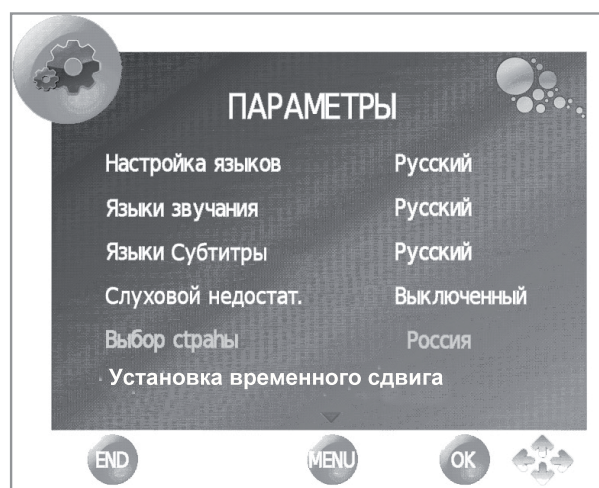 ПАРАМЕТРЫ
Настройка языков Русский
Языки звучания Русский
Языки Субтитры Русский
Слуховой недостат. Выключенный
Выбор сtраhы Россия
Установка временного сдвига
END MENU OK